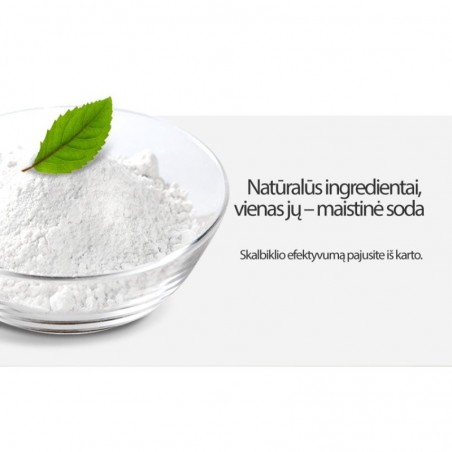 Natūralūs ingredientai,
vienas jų – maistinė soda
Skalbiklio efektyvumą pajusite iš karto.